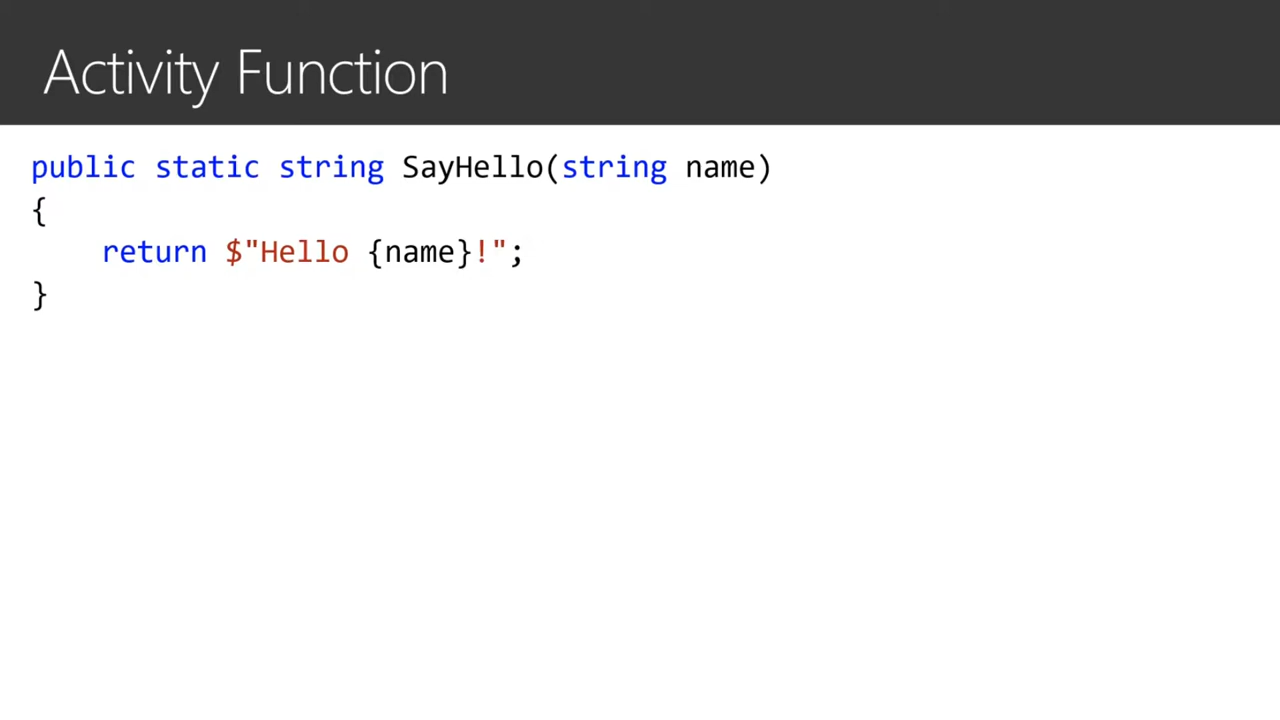 Activity Function
public static string SayHello(string name)
{
    return $"Hello {name}!";
}